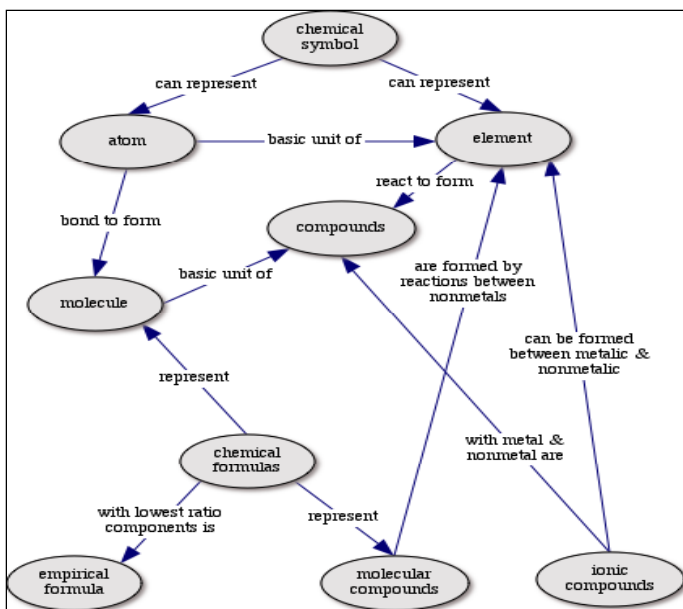 chemical
symbol
can represent
can represent
atom
basic unit of
element
react to form
bond to form
compounds
basic unit of
are formed by
reactions between
nonmetals
molecule
can be formed
between metalic &
nonmetalic
represent
with metal &
nonmetal are
chemical
formulas
with lowest ratio
components is
represent
empirical
formula
molecular
compounds
ionic
compounds